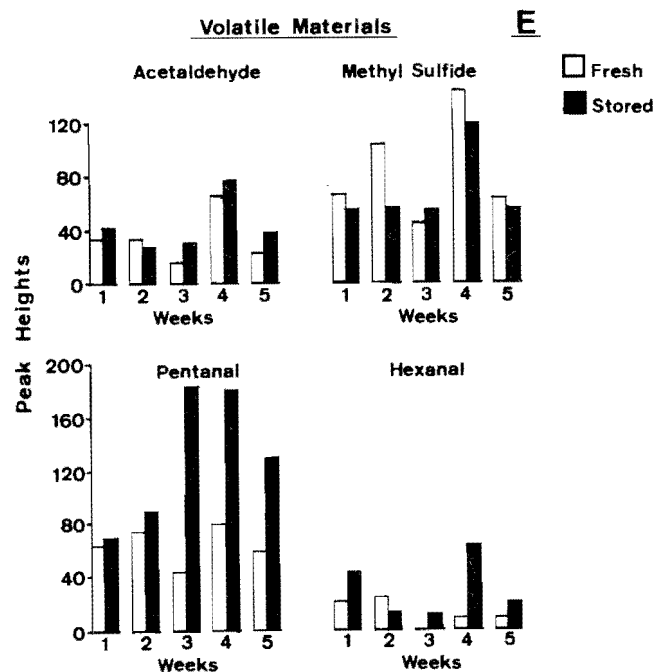 Volatile Materials
E
Fresh
Stored
Acetaldehyde
Methyl Sulfide
120
80
40
0
1 2 3 4 5
Weeks
1 2 3 4 5
Weeks
Peak Heights
Pentanal
Hexanal
200
160
120
80
40
0
1 2 3 4 5
Weeks
1 2 3 4 5
Weeks